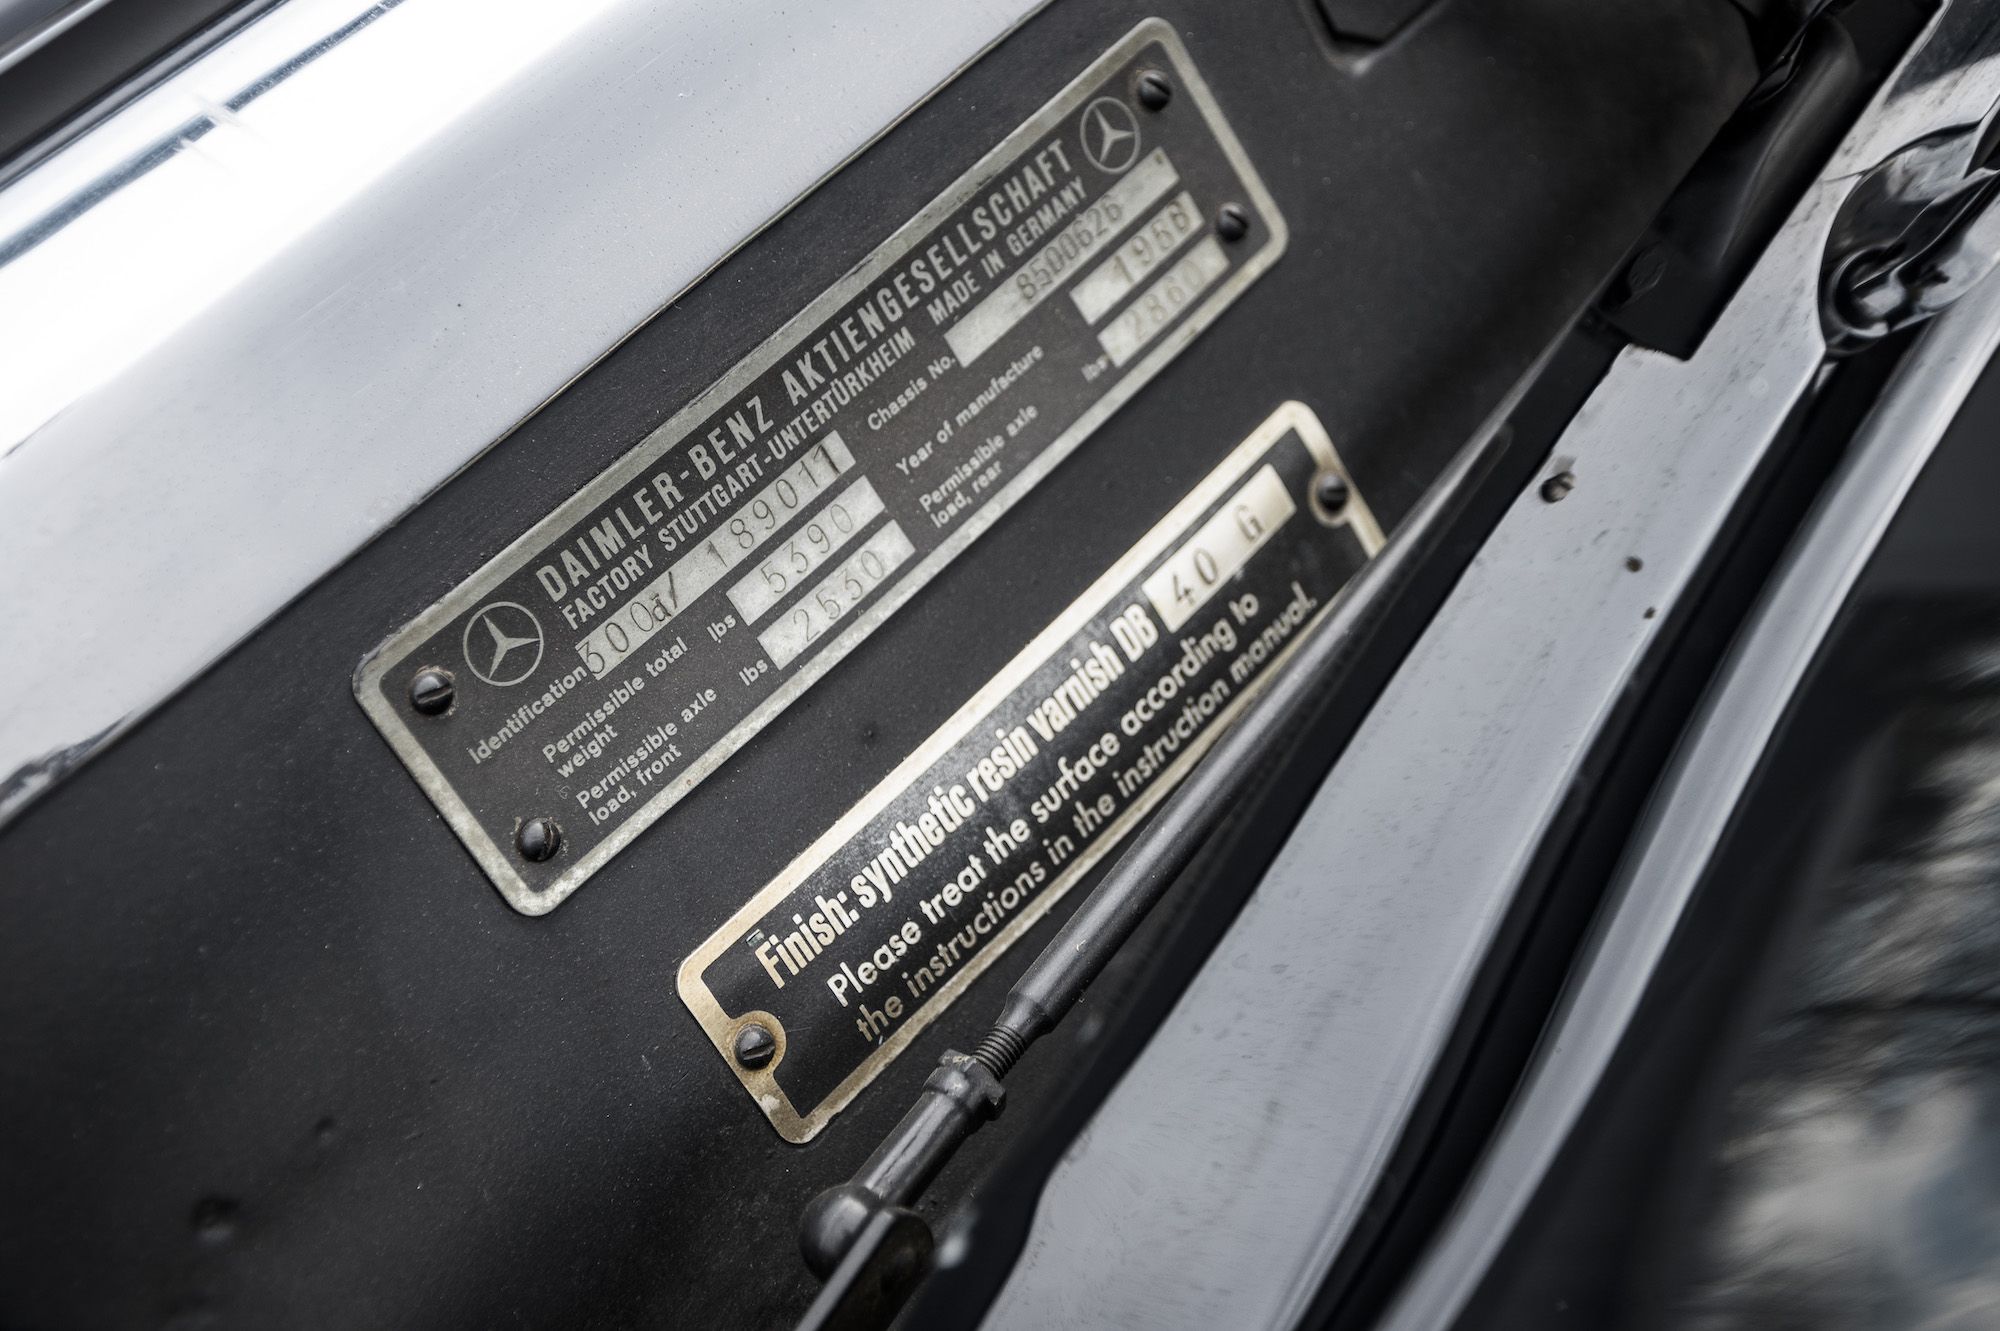 DAIMLER-BENZ AKTIENGESELLSCHAFT
FACTORY STUTTGART-UNTERTÜRKHEIM MADE IN GERMANY
Identification 300d/ 189011 Chassis No. 8500626
Permissible total weight lbs 5390 Year of manufacture 1958
Permissible axle load, front lbs 2530 Permissible axle load, rear lbs 2860
Finish: synthetic resin varnish DB 40 G
Please treat the surface according to
the instructions in the instruction manual.